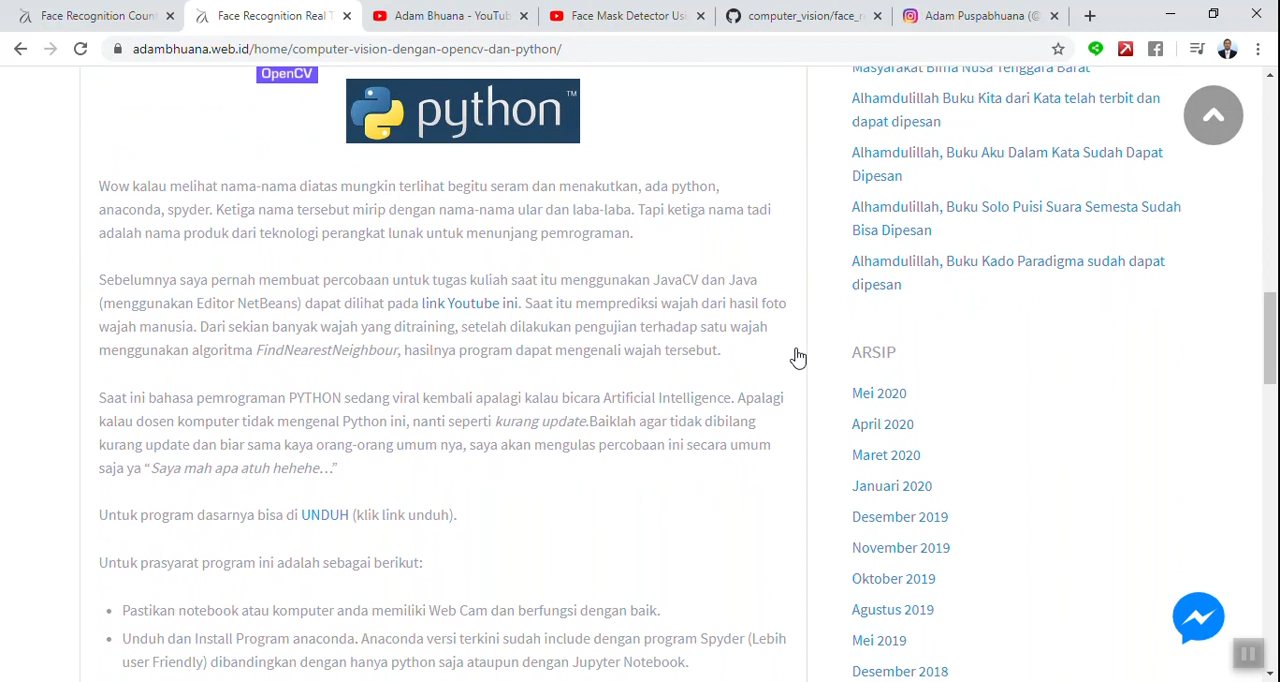 Face Recognition Coun
Face Recognition Real T
Adam Bhuana - YouTub
Face Mask Detector Us
computer_vision/face_r
Adam Puspabhuana (@
adambhuana.web.id/home/computer-vision-dengan-opencv-dan-python/
OpenCV
python™
Wow kalau melihat nama-nama diatas mungkin terlihat begitu seram dan menakutkan, ada python,
anaconda, spyder. Ketiga nama tersebut mirip dengan nama-nama ular dan laba-laba. Tapi ketiga nama tadi
adalah nama produk dari teknologi perangkat lunak untuk menunjang pemrograman.
Sebelumnya saya pernah membuat percobaan untuk tugas kuliah saat itu menggunakan JavaCV dan Java
(menggunakan Editor NetBeans) dapat dilihat pada link Youtube ini. Saat itu memprediksi wajah dari hasil foto
wajah manusia. Dari sekian banyak wajah yang ditraining, setelah dilakukan pengujian terhadap satu wajah
menggunakan algoritma FindNearestNeighbour, hasilnya program dapat mengenali wajah tersebut.
Saat ini bahasa pemrograman PYTHON sedang viral kembali apalagi kalau bicara Artificial Intelligence. Apalagi
kalau dosen komputer tidak mengenal Python ini, nanti seperti kurang update.Baiklah agar tidak dibilang
kurang update dan biar sama kaya orang-orang umum nya, saya akan mengulas percobaan ini secara umum
saja ya “Saya mah apa atuh hehehe…”
Untuk program dasarnya bisa di UNDUH (klik link unduh).
Untuk prasyarat program ini adalah sebagai berikut:
• Pastikan notebook atau komputer anda memiliki Web Cam dan berfungsi dengan baik.
• Unduh dan Install Program anaconda. Anaconda versi terkini sudah include dengan program Spyder (Lebih
user Friendly) dibandingkan dengan hanya python saja ataupun dengan Jupyter Notebook.
Masyarakat Bima Nusa Tenggara Barat
Alhamdulillah Buku Kita dari Kata telah terbit dan
dapat dipesan
Alhamdulillah, Buku Aku Dalam Kata Sudah Dapat
Dipesan
Alhamdulillah, Buku Solo Puisi Suara Semesta Sudah
Bisa Dipesan
Alhamdulillah, Buku Kado Paradigma sudah dapat
dipesan
ARSIP
Mei 2020
April 2020
Maret 2020
Januari 2020
Desember 2019
November 2019
Oktober 2019
Agustus 2019
Mei 2019
Desember 2018